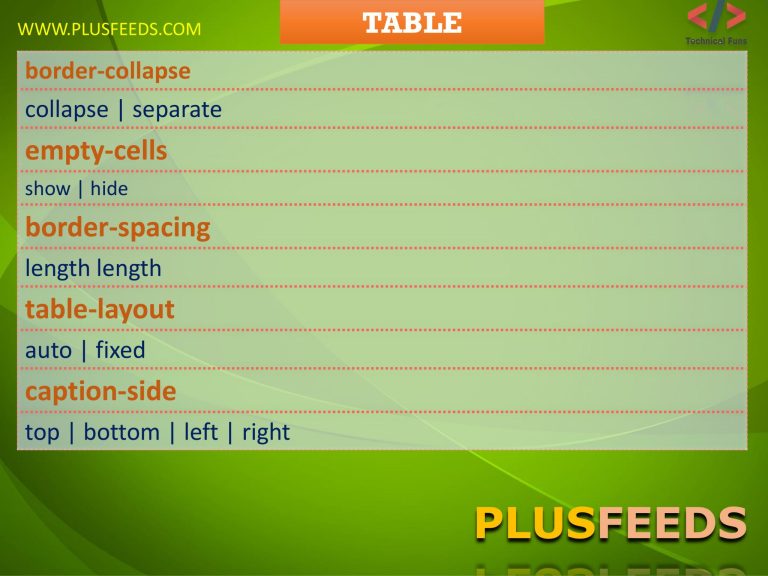 WWW.PLUSFEEDS.COM
TABLE
Technical Funs
border-collapse
collapse | separate
empty-cells
show | hide
border-spacing
length length
table-layout
auto | fixed
caption-side
top | bottom | left | right
PLUSFEEDS